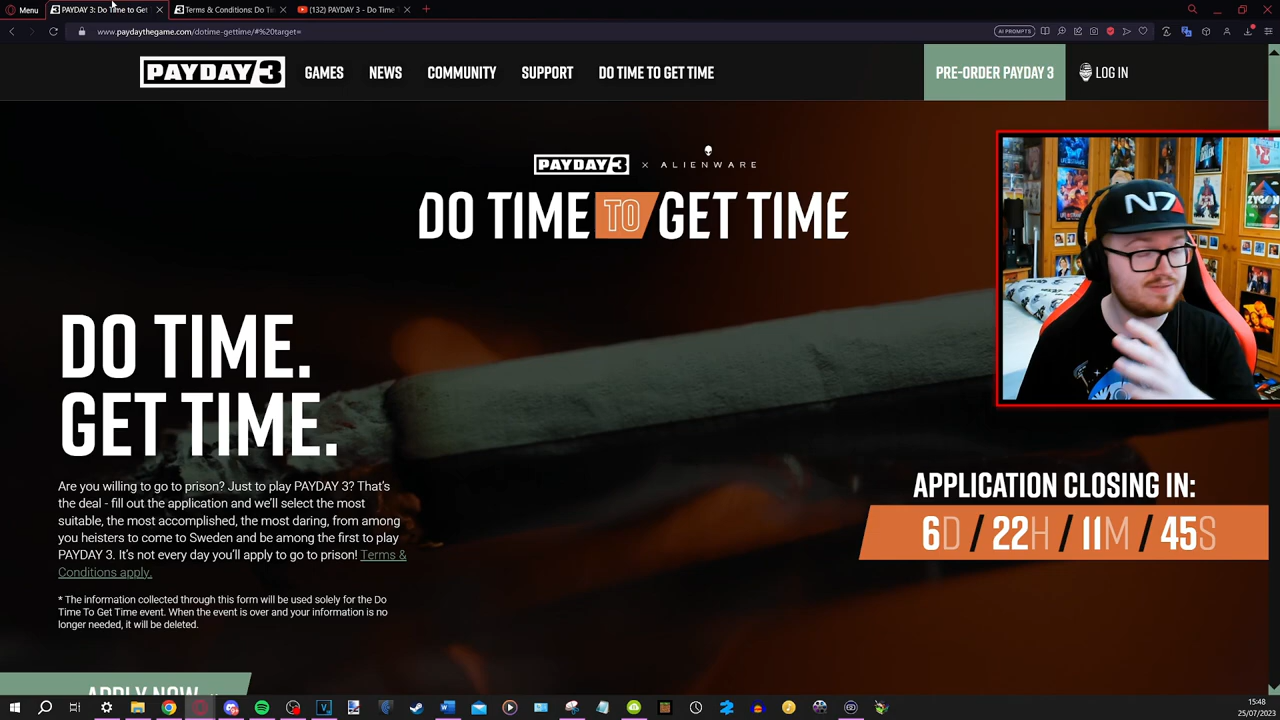 Menu
PAYDAY 3: Do Time to Get
Terms & Conditions: Do Ti
(132) PAYDAY 3 - Do Time
www.paydaythegame.com/dotime-gettime/#%20target=
AI PROMPTS
PAYDAY 3
GAMES
NEWS
COMMUNITY
SUPPORT
DO TIME TO GET TIME
PRE-ORDER PAYDAY 3
LOG IN
PAYDAY 3 X ALIENWARE
DO TIME TO GET TIME
N7
ZYGON
DO TIME.
GET TIME.
Are you willing to go to prison? Just to play PAYDAY 3? That's
the deal - fill out the application and we'll select the most
suitable, the most accomplished, the most daring, from among
you heisters to come to Sweden and be among the first to play
PAYDAY 3. It's not every day you'll apply to go to prison! Terms &
Conditions apply.
* The information collected through this form will be used solely for the Do
Time To Get Time event. When the event is over and your information is no
longer needed, it will be deleted.
APPLICATION CLOSING IN:
6D / 22H / 11M / 45S
APPLY NOW
15:48
25/07/2023